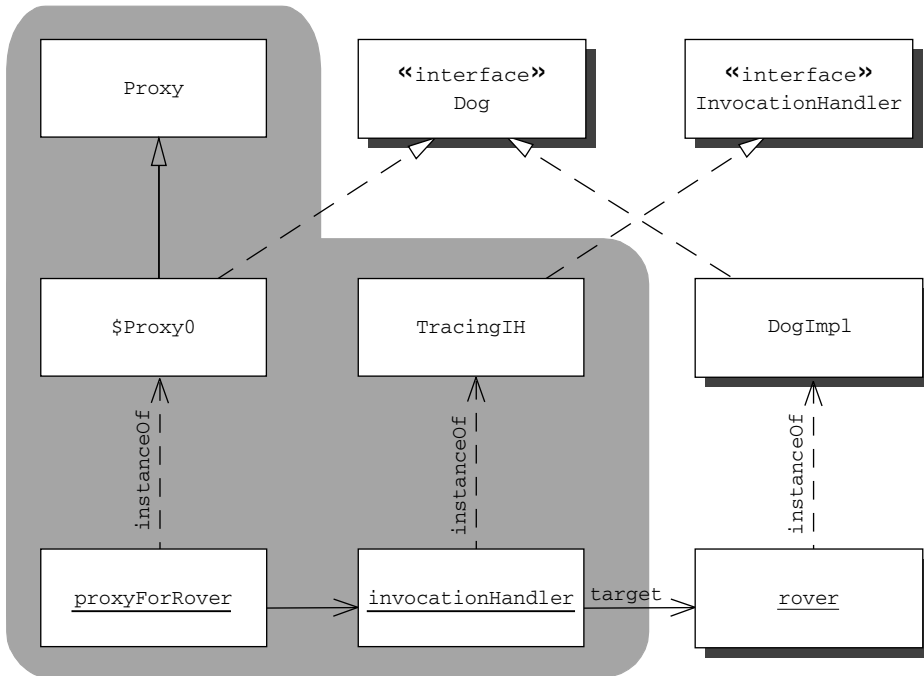 Proxy
«interface»
Dog
«interface»
InvocationHandler
$Proxy0
TracingIH
DogImpl
instanceOf
instanceOf
instanceOf
proxyForRover
invocationHandler
target
rover